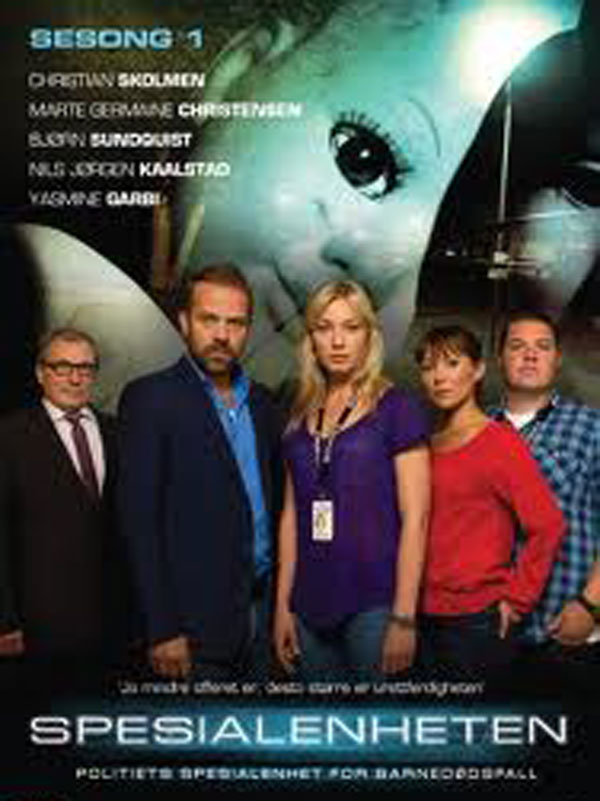 SESONG 1
CHRISTIAN SKOLMEN
MARTE GERMAINE CHRISTENSEN
BJØRN SUNDQUIST
NILS JØRGEN KAALSTAD
YASMINE GARBI
Jo mindre offeret er, desto større er urettferdigheten
SPESIALENHETEN
POLITIETS SPESIALENHET FOR BARNEDØDSFALL